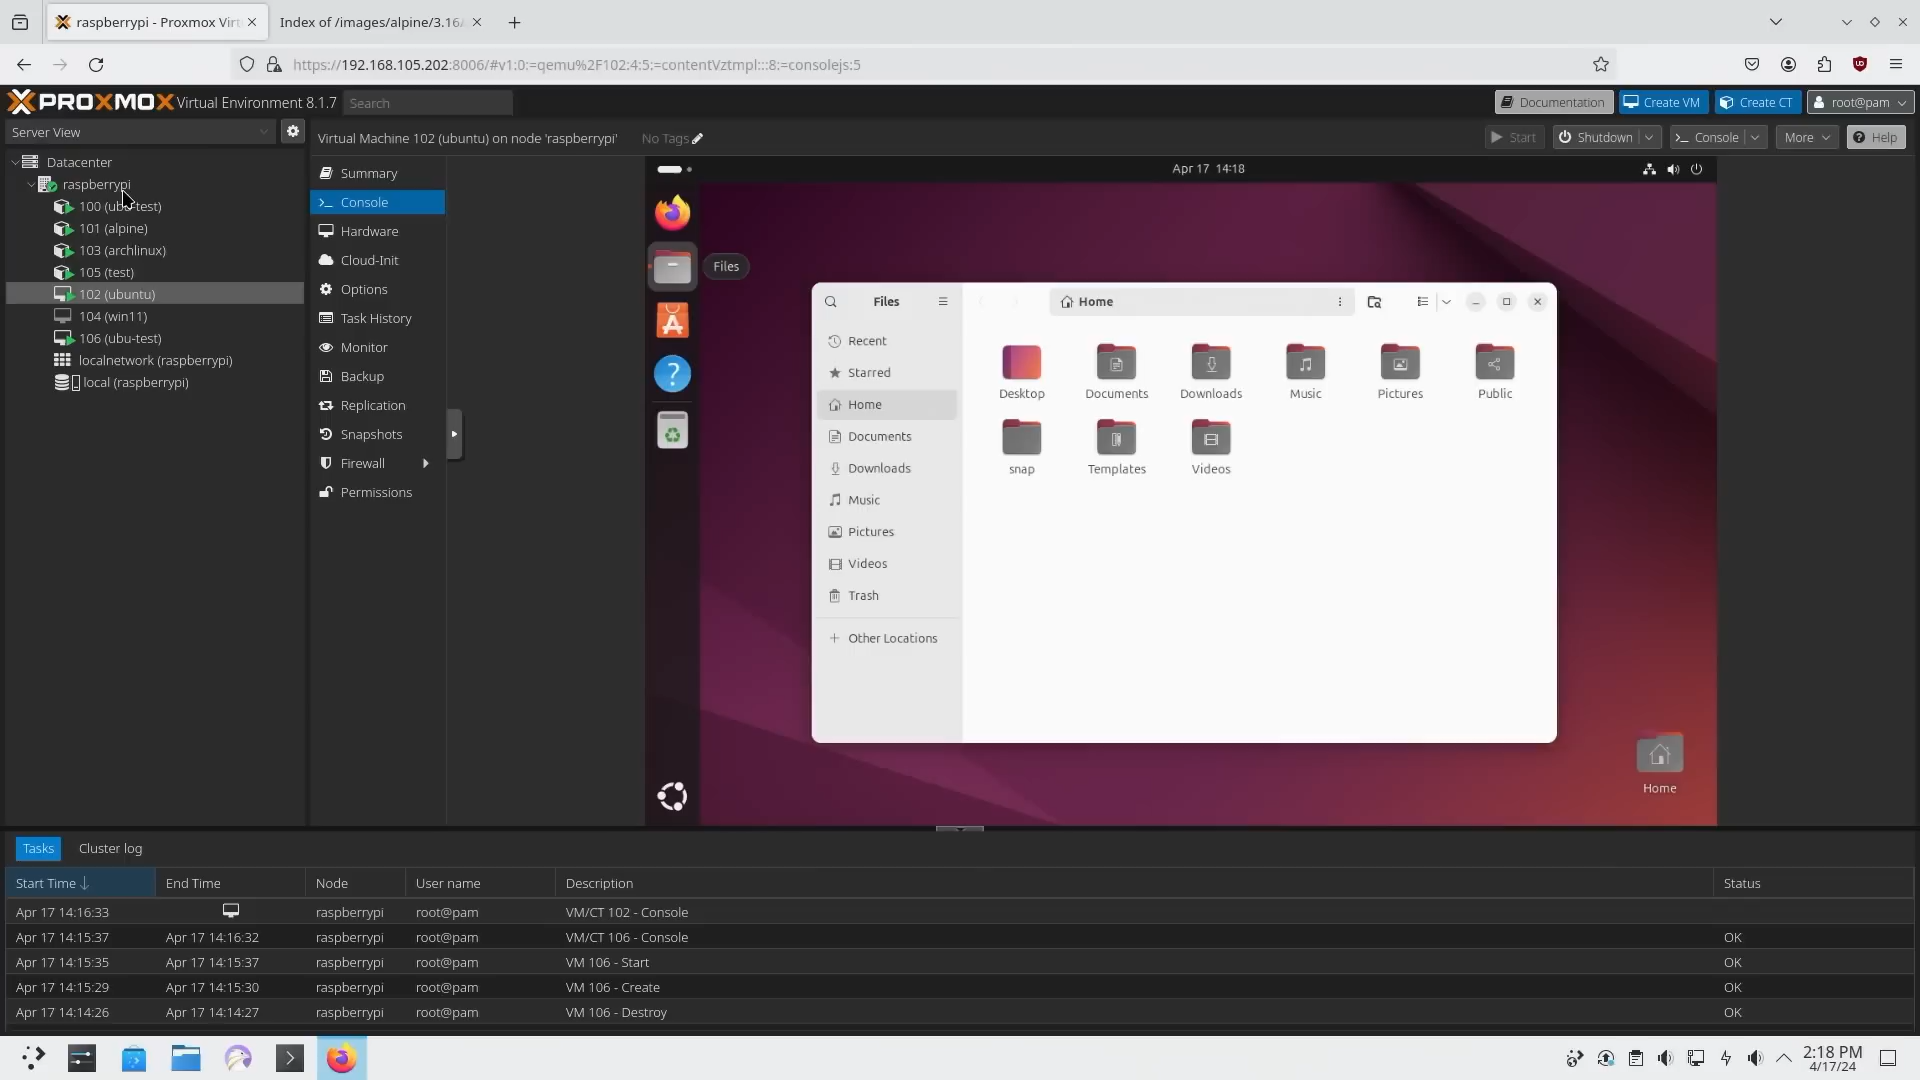 raspberrypi - Proxmox Virt
Index of /images/alpine/3.16/
https://192.168.105.202:8006/#v1:0:=qemu%2F102:4:5:=contentVztmpl:::8:=consolejs:5
PROXMOX Virtual Environment 8.1.7
Search
Documentation
Create VM
Create CT
root@pam
Server View
Virtual Machine 102 (ubuntu) on node 'raspberrypi'
No Tags
Start
Shutdown
Console
More
Help
Datacenter
raspberrypi
100 (ubu-test)
101 (alpine)
103 (archlinux)
105 (test)
102 (ubuntu)
104 (win11)
106 (ubu-test)
localnetwork (raspberrypi)
local (raspberrypi)
Summary
Console
Hardware
Cloud-Init
Options
Task History
Monitor
Backup
Replication
Snapshots
Firewall
Permissions
Apr 17 14:18
Files
Files
Home
Recent
Starred
Home
Documents
Downloads
Music
Pictures
Videos
Trash
Other Locations
Desktop
Documents
Downloads
Music
Pictures
Public
snap
Templates
Videos
Home
Tasks
Cluster log
Start Time End Time Node User name Description Status
Apr 17 14:16:33 raspberrypi root@pam VM/CT 102 - Console
Apr 17 14:15:37 Apr 17 14:16:32 raspberrypi root@pam VM/CT 106 - Console OK
Apr 17 14:15:35 Apr 17 14:15:37 raspberrypi root@pam VM 106 - Start OK
Apr 17 14:15:29 Apr 17 14:15:30 raspberrypi root@pam VM 106 - Create OK
Apr 17 14:14:26 Apr 17 14:14:27 raspberrypi root@pam VM 106 - Destroy OK
2:18 PM
4/17/24